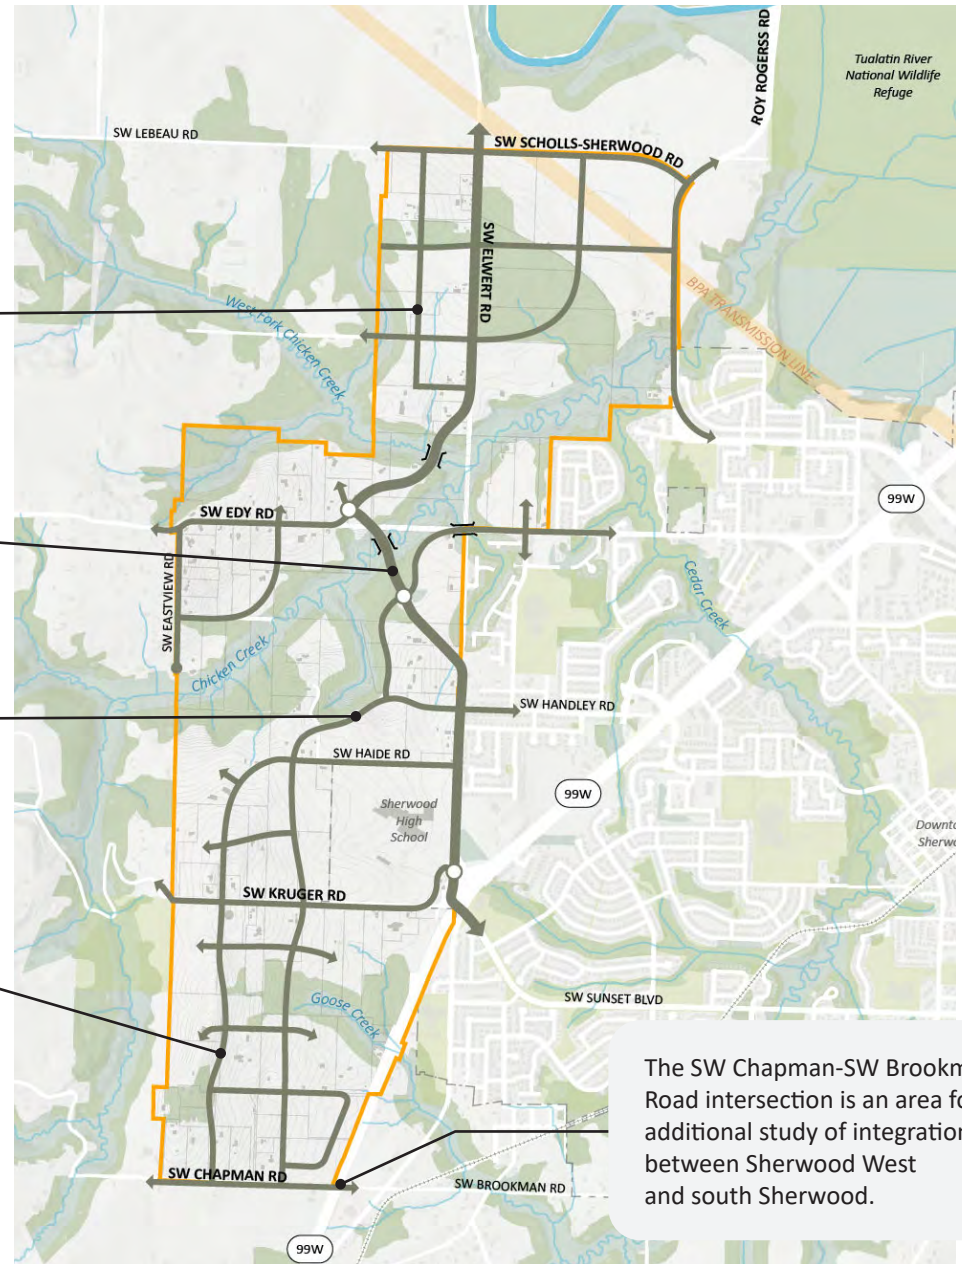 ROY ROGERSS RD
Tualatin River
National Wildlife
Refuge
SW LEBEAU RD
SW SCHOLLS-SHERWOOD RD
SW ELWERT RD
BPA TRANSMISSION LINE
West Fork Chicken Creek
99W
SW EDY RD
SW EASTVIEW RD
Cedar Creek
Chicken Creek
SW HANDLEY RD
SW HAIDE RD
99W
Sherwood
High
School
Downto
Sherwo
SW KRUGER RD
Goose Creek
SW SUNSET BLVD
The SW Chapman-SW Brookm
Road intersection is an area fo
additional study of integration
between Sherwood West
and south Sherwood.
SW CHAPMAN RD
SW BROOKMAN RD
99W